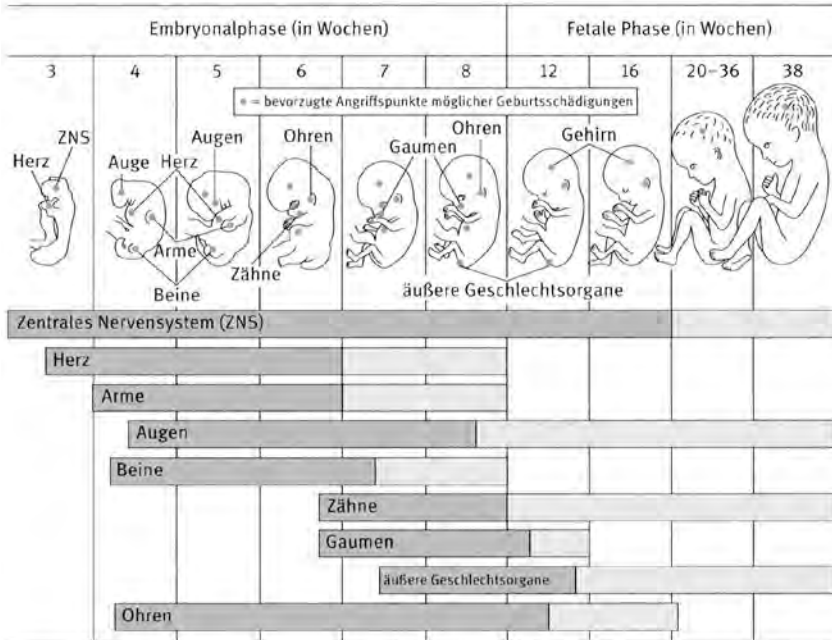 Embryonalphase (in Wochen) Fetale Phase (in Wochen)
3 4 5 6 7 8 12 16 20–36 38
= bevorzugte Angriffspunkte möglicher Geburtsschädigungen
ZNS
Herz
Auge
Herz
Augen
Ohren
Gaumen
Ohren
Gehirn
Arme
Beine
Zähne
äußere Geschlechtsorgane
Zentrales Nervensystem (ZNS)
Herz
Arme
Augen
Beine
Zähne
Gaumen
äußere Geschlechtsorgane
Ohren